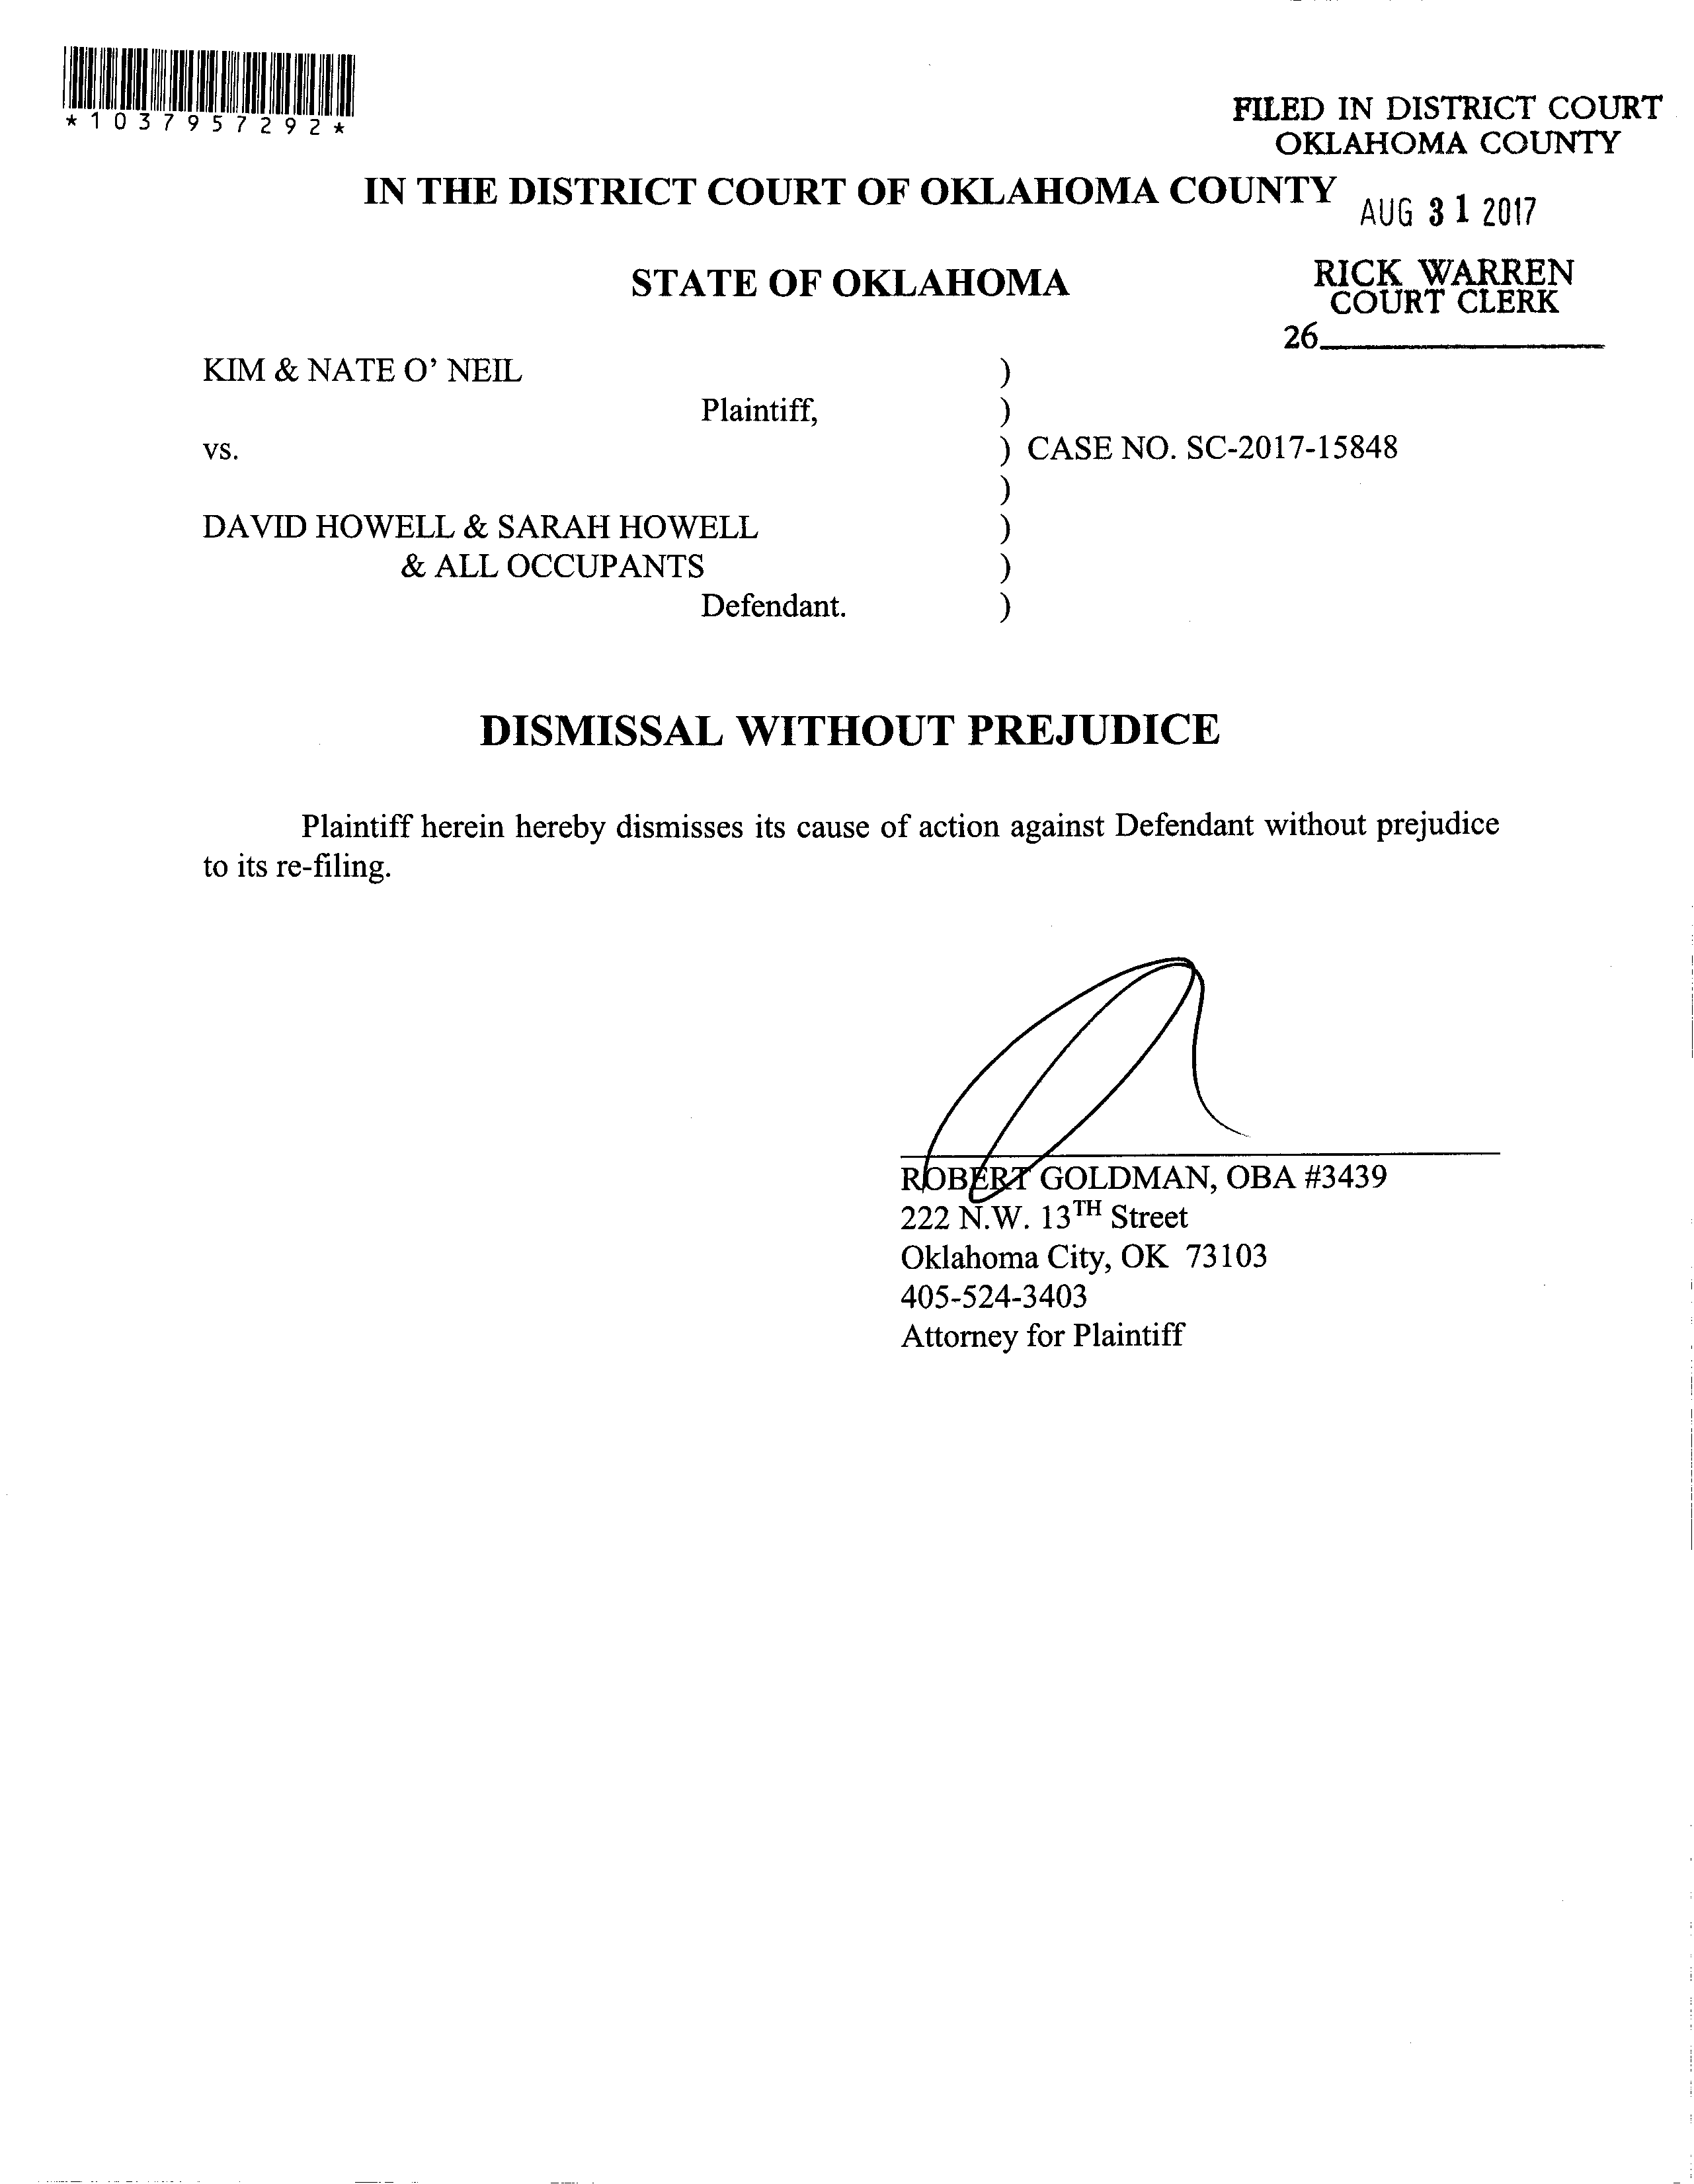 *1037957292*
FILED IN DISTRICT COURT
OKLAHOMA COUNTY
IN THE DISTRICT COURT OF OKLAHOMA COUNTY
AUG 31 2017
STATE OF OKLAHOMA
RICK WARREN
COURT CLERK
26
KIM & NATE O' NEIL )
Plaintiff, )
vs. ) CASE NO. SC-2017-15848
)
DAVID HOWELL & SARAH HOWELL )
& ALL OCCUPANTS )
Defendant. )
DISMISSAL WITHOUT PREJUDICE
Plaintiff herein hereby dismisses its cause of action against Defendant without prejudice
to its re-filing.
ROBERT GOLDMAN, OBA #3439
222 N.W. 13TH Street
Oklahoma City, OK 73103
405-524-3403
Attorney for Plaintiff